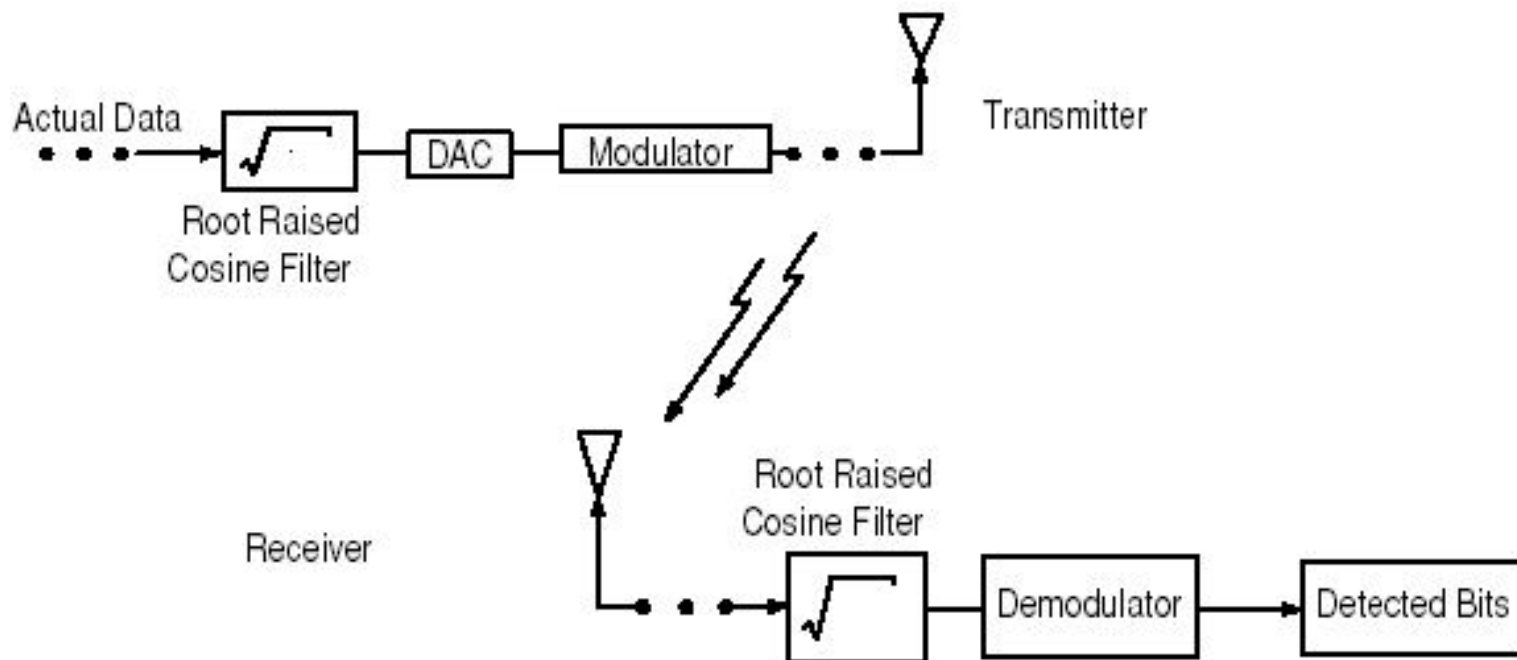 Actual Data
DAC
Modulator
Transmitter
Root Raised
Cosine Filter
Root Raised
Cosine Filter
Receiver
Demodulator
Detected Bits